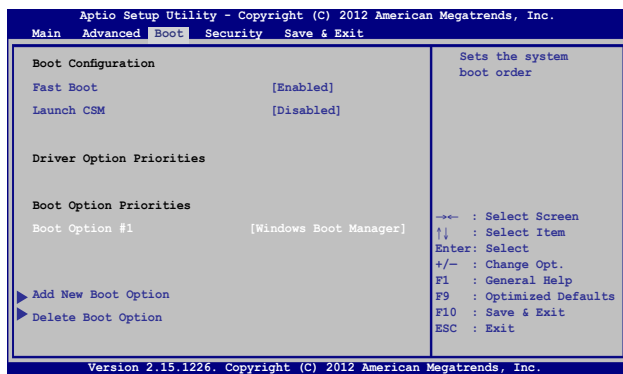 Aptio Setup Utility - Copyright (C) 2012 American Megatrends, Inc.
Main Advanced Boot Security Save & Exit
Boot Configuration
Fast Boot [Enabled]
Launch CSM [Disabled]
Driver Option Priorities
Boot Option Priorities
Boot Option #1 [Windows Boot Manager]
Add New Boot Option
Delete Boot Option
Sets the system
boot order
→← : Select Screen
↑↓ : Select Item
Enter: Select
+/— : Change Opt.
F1 : General Help
F9 : Optimized Defaults
F10 : Save & Exit
ESC : Exit
Version 2.15.1226. Copyright (C) 2012 American Megatrends, Inc.